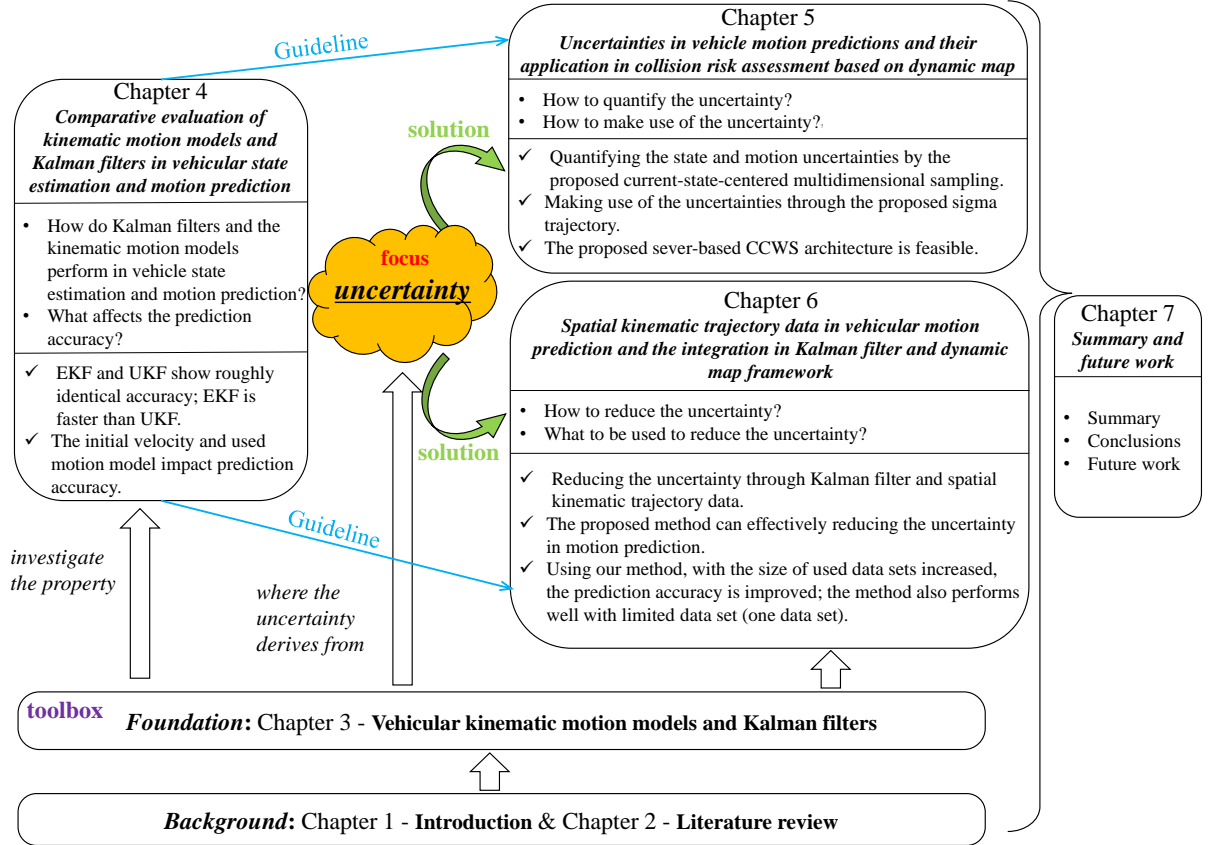 Chapter 5
Uncertainties in vehicle motion predictions and their
application in collision risk assessment based on dynamic map
• How to quantify the uncertainty?
• How to make use of the uncertainty?
✓ Quantifying the state and motion uncertainties by the
proposed current-state-centered multidimensional sampling.
✓ Making use of the uncertainties through the proposed sigma
trajectory.
✓ The proposed sever-based CCWS architecture is feasible.
Guideline
Chapter 4
Comparative evaluation of
kinematic motion models and
Kalman filters in vehicular state
estimation and motion prediction
• How do Kalman filters and the
kinematic motion models
perform in vehicle state
estimation and motion prediction?
• What affects the prediction
accuracy?
✓ EKF and UKF show roughly
identical accuracy; EKF is
faster than UKF.
✓ The initial velocity and used
motion model impact prediction
accuracy.
solution
focus
uncertainty
solution
Chapter 6
Spatial kinematic trajectory data in vehicular motion
prediction and the integration in Kalman filter and dynamic
map framework
• How to reduce the uncertainty?
• What to be used to reduce the uncertainty?
✓ Reducing the uncertainty through Kalman filter and spatial
kinematic trajectory data.
✓ The proposed method can effectively reducing the uncertainty
in motion prediction.
✓ Using our method, with the size of used data sets increased,
the prediction accuracy is improved; the method also performs
well with limited data set (one data set).
Chapter 7
Summary and
future work
• Summary
• Conclusions
• Future work
Guideline
investigate
the property
where the
uncertainty
derives from
toolbox
Foundation: Chapter 3 - Vehicular kinematic motion models and Kalman filters
Background: Chapter 1 - Introduction & Chapter 2 - Literature review